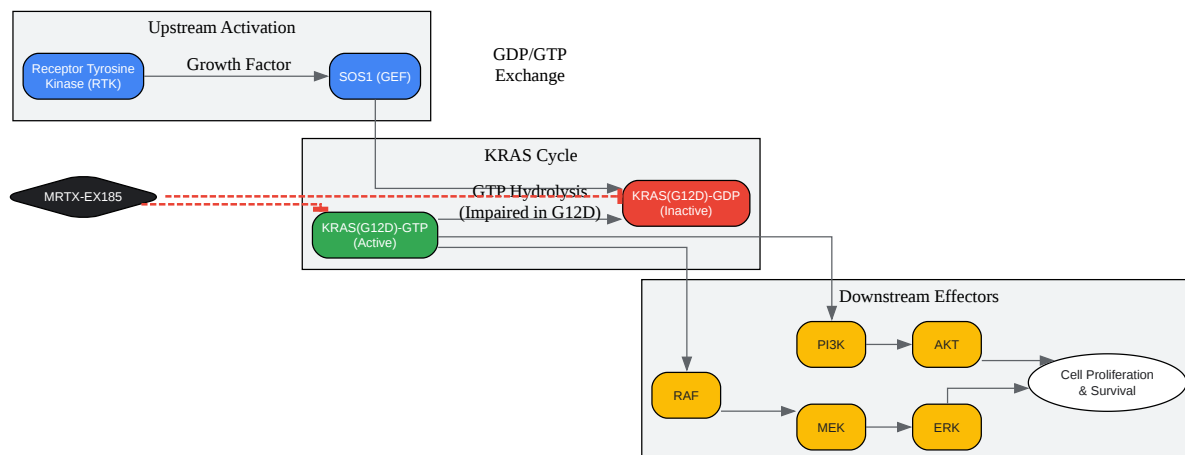 Upstream Activation
Receptor Tyrosine
Kinase (RTK)
Growth Factor
SOS1 (GEF)
GDP/GTP
Exchange
KRAS Cycle
MRTX-EX185
GTP Hydrolysis
(Impaired in G12D)
KRAS(G12D)-GDP
(Inactive)
KRAS(G12D)-GTP
(Active)
Downstream Effectors
PI3K
AKT
Cell Proliferation
& Survival
RAF
MEK
ERK